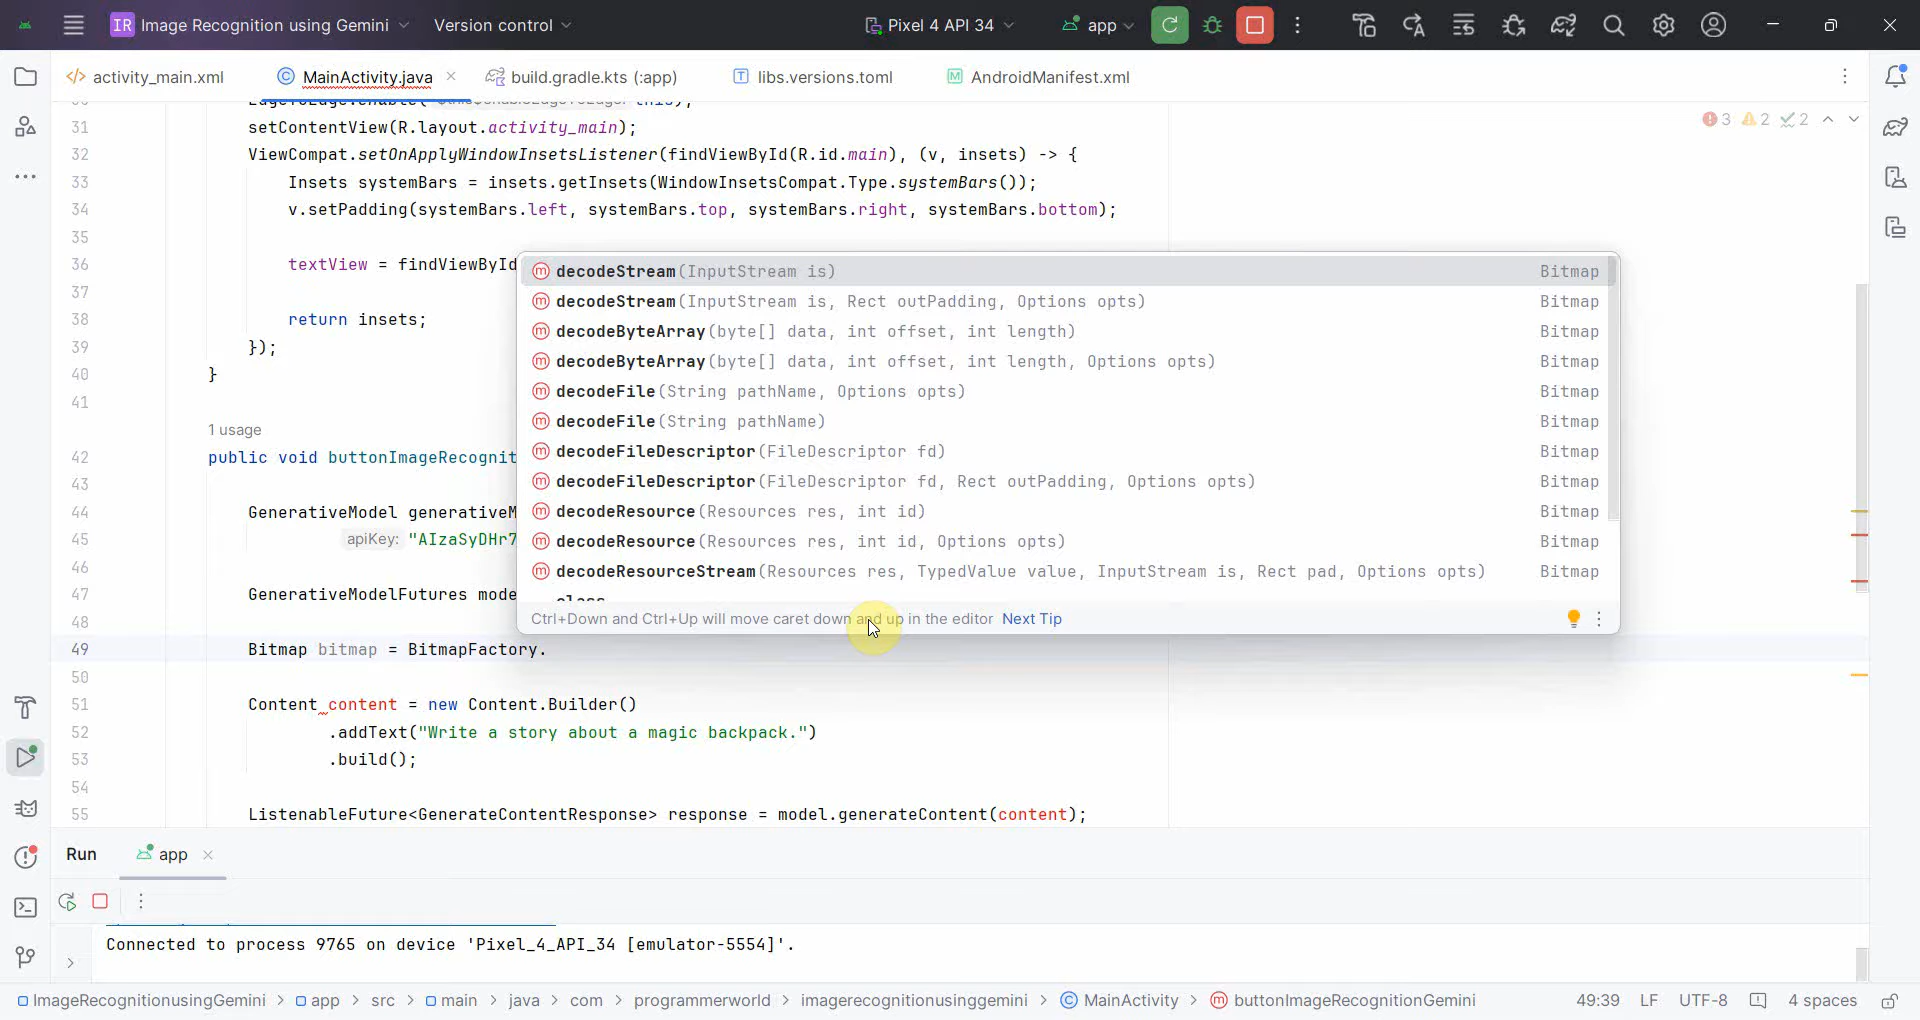 IR Image Recognition using Gemini Version control Pixel 4 API 34 app
activity_main.xml MainActivity.java build.gradle.kts (:app) libs.versions.toml AndroidManifest.xml
3 2 2
31 setContentView(R.layout.activity_main);
32 ViewCompat.setOnApplyWindowInsetsListener(findViewById(R.id.main), (v, insets) -> {
33 Insets systemBars = insets.getInsets(WindowInsetsCompat.Type.systemBars());
34 v.setPadding(systemBars.left, systemBars.top, systemBars.right, systemBars.bottom);
35
36 textView = findViewById
37
38 return insets;
39 });
40 }
41
1 usage
42 public void buttonImageRecognit
43
44 GenerativeModel generativeM
45 apiKey: "AIzaSyDHr7
46
47 GenerativeModelFutures mode
48
49 Bitmap bitmap = BitmapFactory.
50
51 Content content = new Content.Builder()
52 .addText("Write a story about a magic backpack.")
53 .build();
54
55 ListenableFuture<GenerateContentResponse> response = model.generateContent(content);
decodeStream(InputStream is) Bitmap
decodeStream(InputStream is, Rect outPadding, Options opts) Bitmap
decodeByteArray(byte[] data, int offset, int length) Bitmap
decodeByteArray(byte[] data, int offset, int length, Options opts) Bitmap
decodeFile(String pathName, Options opts) Bitmap
decodeFile(String pathName) Bitmap
decodeFileDescriptor(FileDescriptor fd) Bitmap
decodeFileDescriptor(FileDescriptor fd, Rect outPadding, Options opts) Bitmap
decodeResource(Resources res, int id) Bitmap
decodeResource(Resources res, int id, Options opts) Bitmap
decodeResourceStream(Resources res, TypedValue value, InputStream is, Rect pad, Options opts) Bitmap
Ctrl+Down and Ctrl+Up will move caret down and up in the editor Next Tip
Run app
Connected to process 9765 on device 'Pixel_4_API_34 [emulator-5554]'.
ImageRecognitionusingGemini > app > src > main > java > com > programmerworld > imagerecognitionusinggemini > MainActivity > buttonImageRecognitionGemini 49:39 LF UTF-8 4 spaces